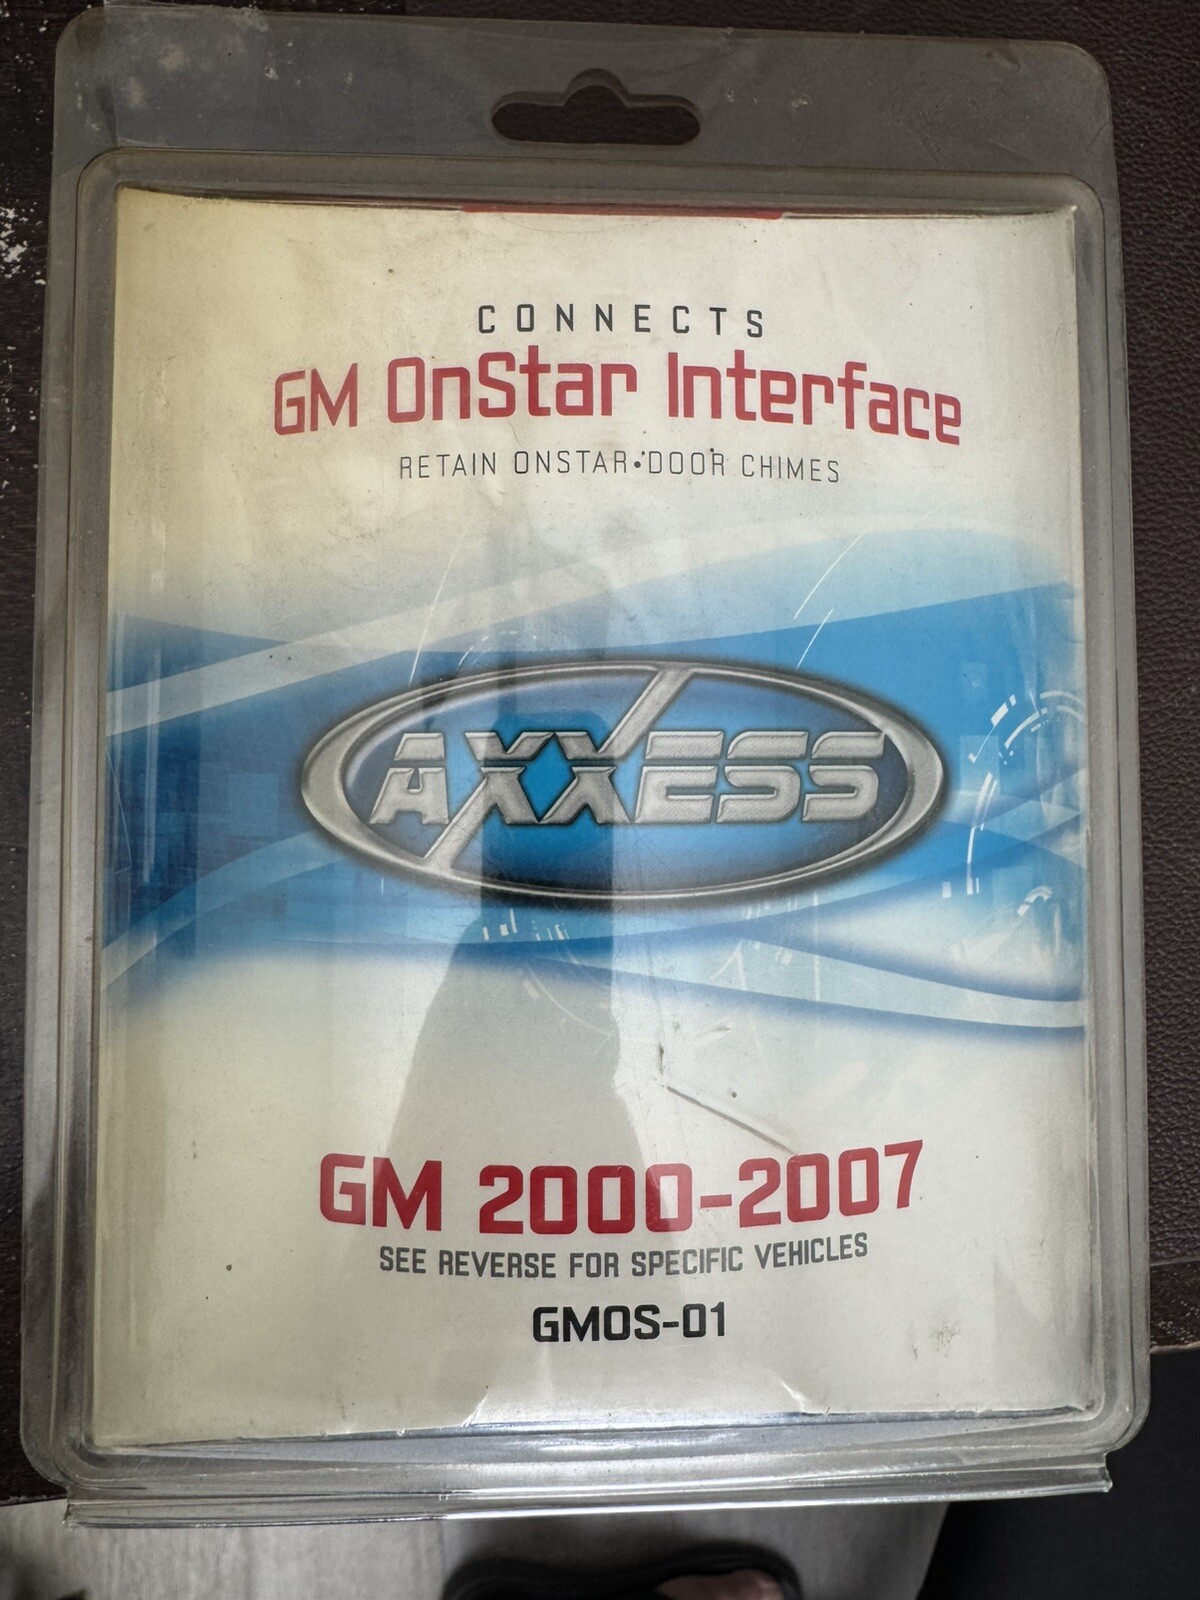 CONNECTS
GM OnStar Interface
RETAIN ONSTAR•DOOR CHIMES
AXXESS
GM 2000-2007
SEE REVERSE FOR SPECIFIC VEHICLES
GMOS-01